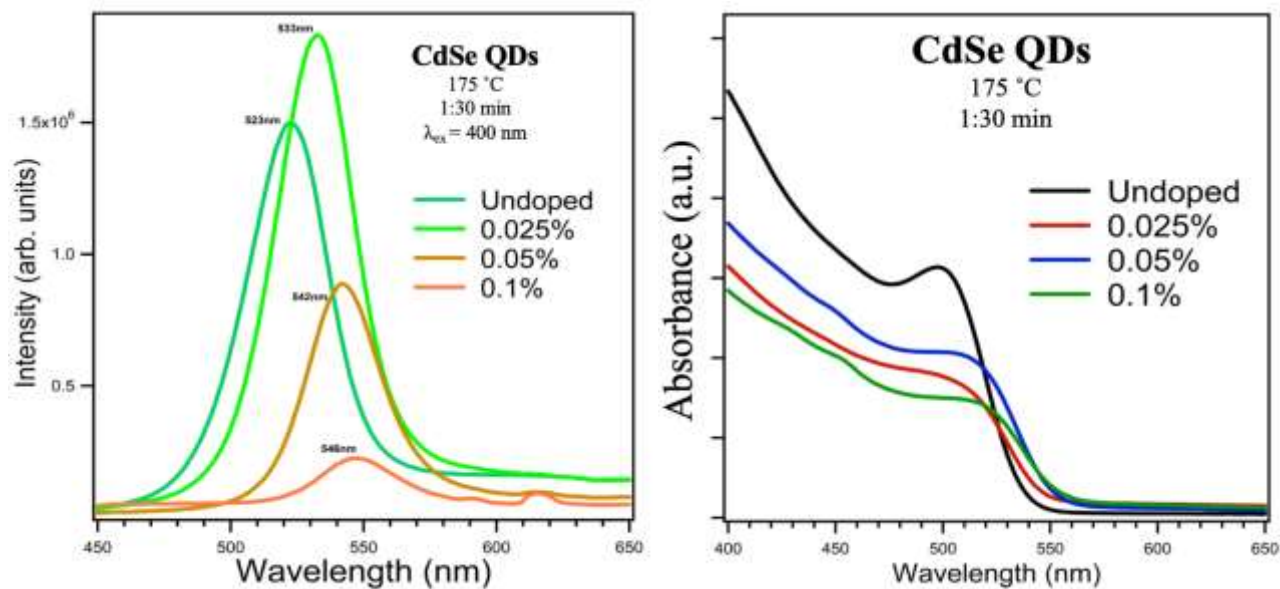 533nm
CdSe QDs
175 ˚C
1:30 min
λex = 400 nm
523nm
542nm
546nm
Undoped
0.025%
0.05%
0.1%
1.5x10⁶
1.0
0.5
Intensity (arb. units)
450
500
550
600
650
Wavelength (nm)
CdSe QDs
175 ˚C
1:30 min
Undoped
0.025%
0.05%
0.1%
Absorbance (a.u.)
400
450
500
550
600
650
Wavelength (nm)